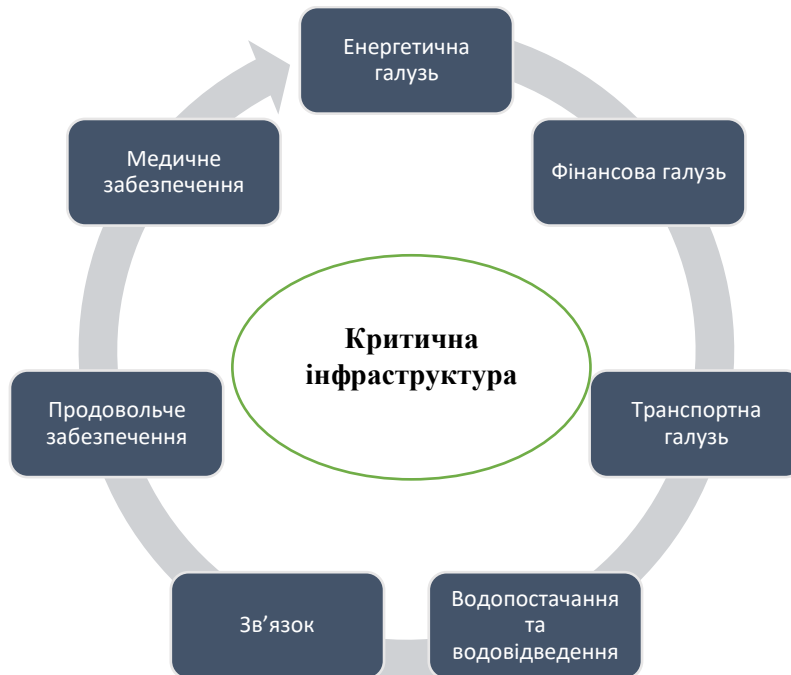 Енергетична
галузь
Фінансова галузь
Транспортна
галузь
Водопостачання
та
водовідведення
Зв’язок
Продовольче
забезпечення
Медичне
забезпечення
Критична
інфраструктура